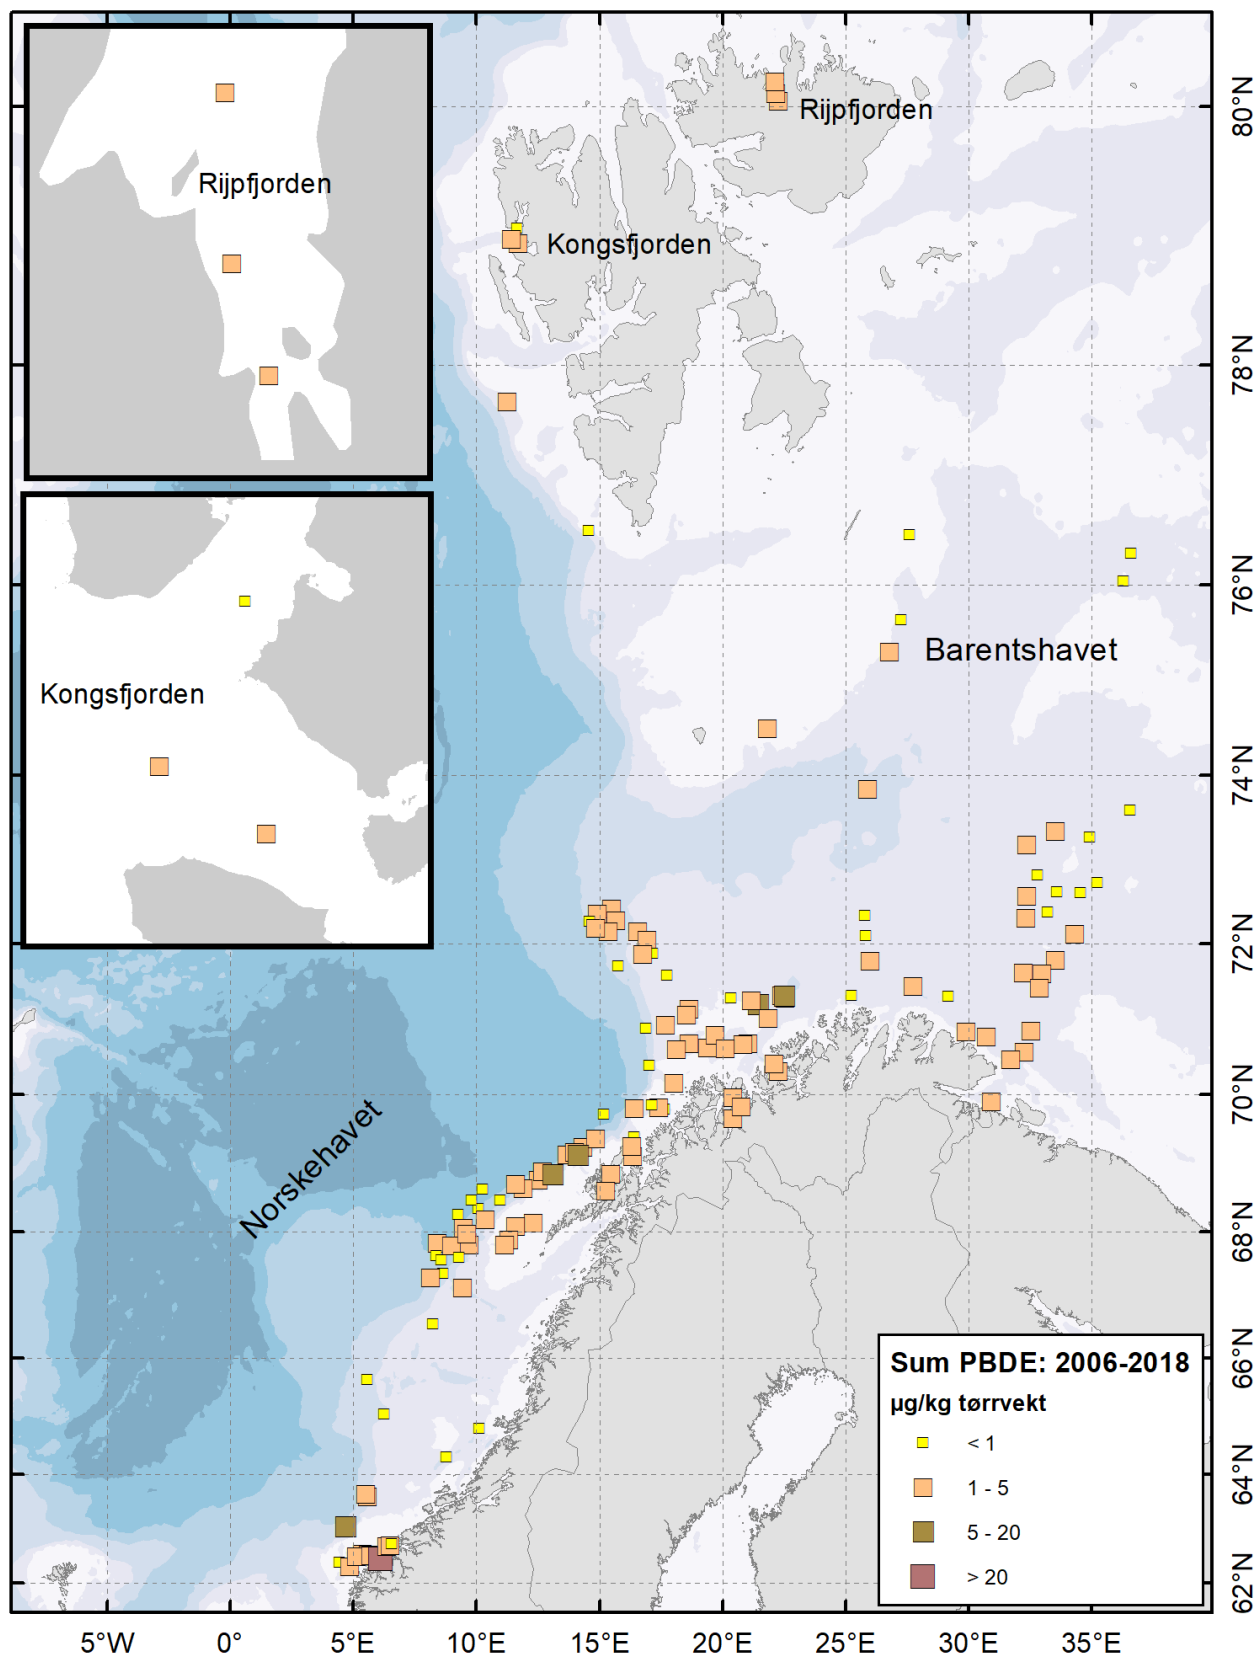 Rijpfjorden
Kongsfjorden
Rijpfjorden
Kongsfjorden
Barentshavet
Norskehavet
80°N
78°N
76°N
74°N
72°N
70°N
68°N
66°N
64°N
62°N
Sum PBDE: 2006-2018
µg/kg tørrvekt
< 1
1 - 5
5 - 20
> 20
5°W
0°
5°E
10°E
15°E
20°E
25°E
30°E
35°E